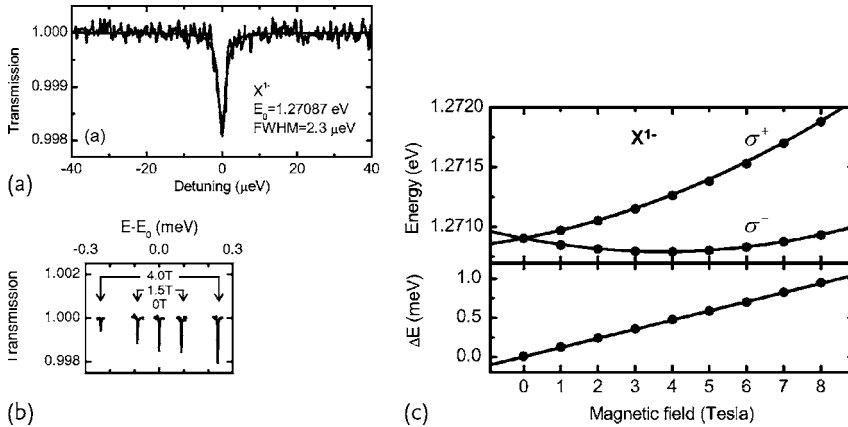 (a)
Transmission
1.000
0.999
0.998
(a)
X¹⁻
E₀=1.27087 eV
FWHM=2.3 μeV
-40 -20 0 20 40
Detuning (μeV)
(a)
E-E₀ (meV)
-0.3 0.0 0.3
Transmission
1.002
1.000
0.998
4.0T
1.5T
0T
(b)
Energy (eV)
1.2720
1.2715
1.2710
X¹⁻
σ⁺
σ⁻
ΔE (meV)
1.0
0.5
0.0
0 1 2 3 4 5 6 7 8
Magnetic field (Tesla)
(c)